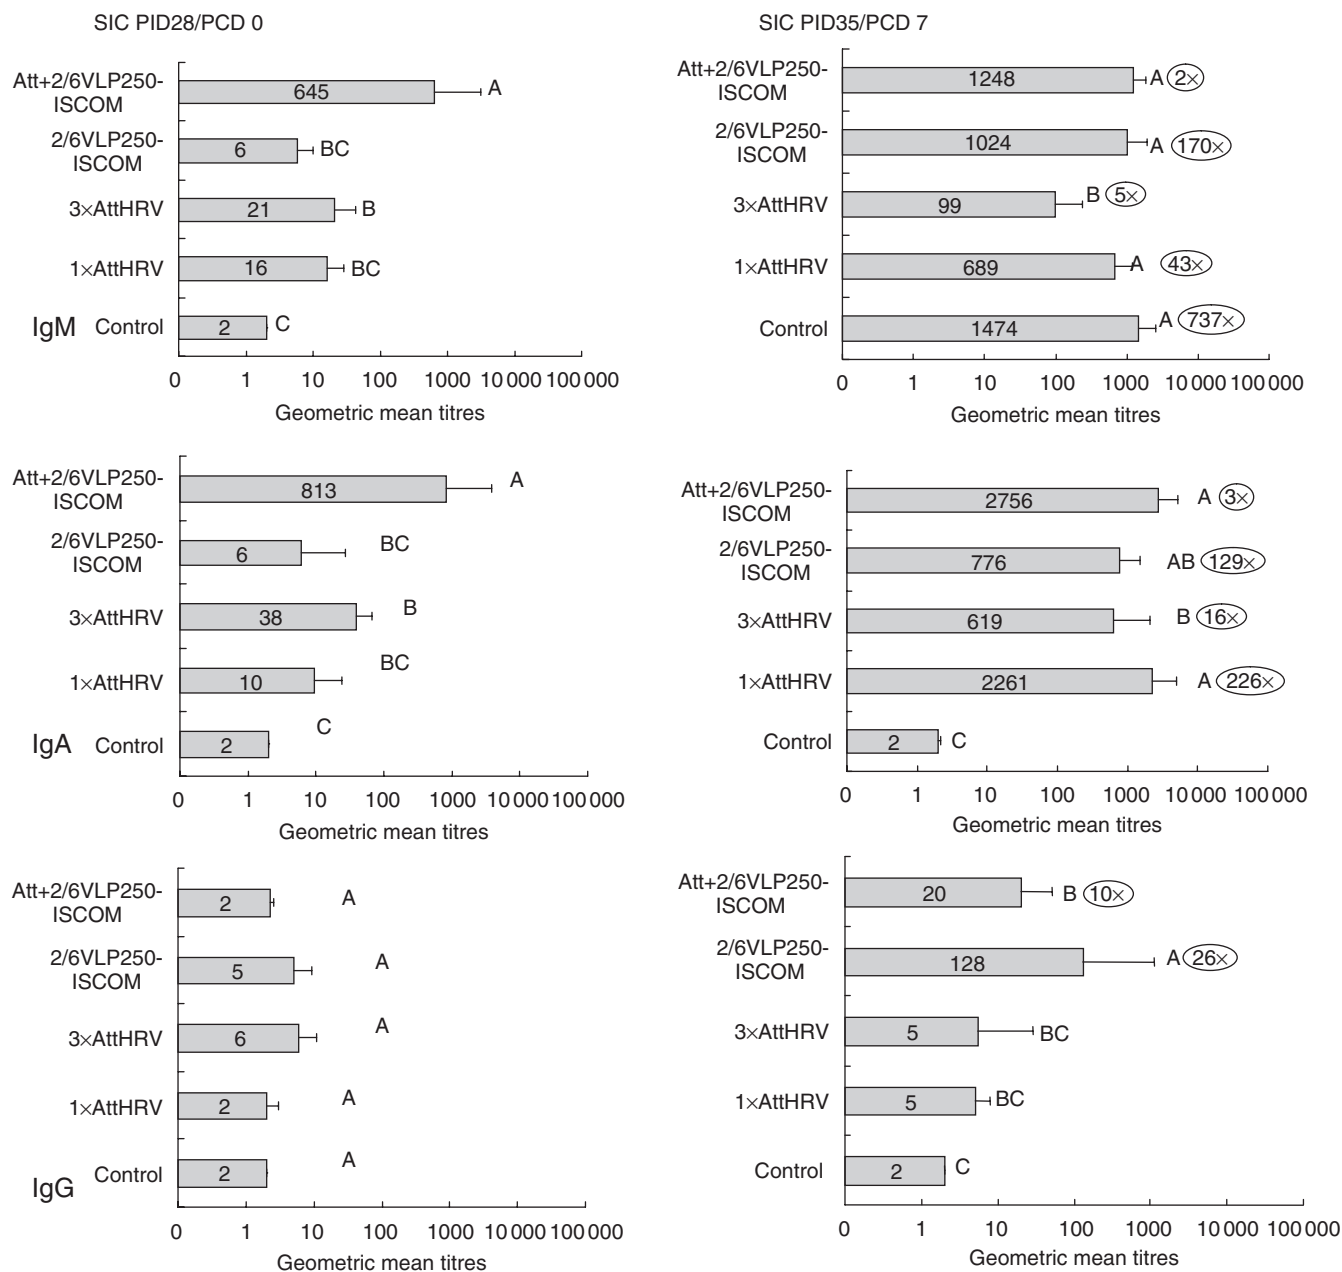 SIC PID28/PCD 0
Att+2/6VLP250-
ISCOM
645
A
2/6VLP250-
ISCOM
6
BC
3×AttHRV
21
B
1×AttHRV
16
BC
IgM
Control
2
C
0 1 10 100 1000 10 000 100 000
Geometric mean titres
SIC PID35/PCD 7
Att+2/6VLP250-
ISCOM
1248
A 2×
2/6VLP250-
ISCOM
1024
A 170×
3×AttHRV
99
B 5×
1×AttHRV
689
A 43×
Control
1474
A 737×
0 1 10 100 1000 10 000 100 000
Geometric mean titres
Att+2/6VLP250-
ISCOM
813
A
2/6VLP250-
ISCOM
6
BC
3×AttHRV
38
B
1×AttHRV
10
BC
IgA
Control
2
C
0 1 10 100 1000 10 000 100 000
Geometric mean titres
Att+2/6VLP250-
ISCOM
2756
A 3×
2/6VLP250-
ISCOM
776
AB 129×
3×AttHRV
619
B 16×
1×AttHRV
2261
A 226×
Control
2
C
0 1 10 100 1000 10 000 100 000
Geometric mean titres
Att+2/6VLP250-
ISCOM
2
A
2/6VLP250-
ISCOM
5
A
3×AttHRV
6
A
1×AttHRV
2
A
IgG
Control
2
A
0 1 10 100 1000 10 000 100 000
Geometric mean titres
Att+2/6VLP250-
ISCOM
20
B 10×
2/6VLP250-
ISCOM
128
A 26×
3×AttHRV
5
BC
1×AttHRV
5
BC
Control
2
C
0 1 10 100 1000 10 000 100 000
Geometric mean titres